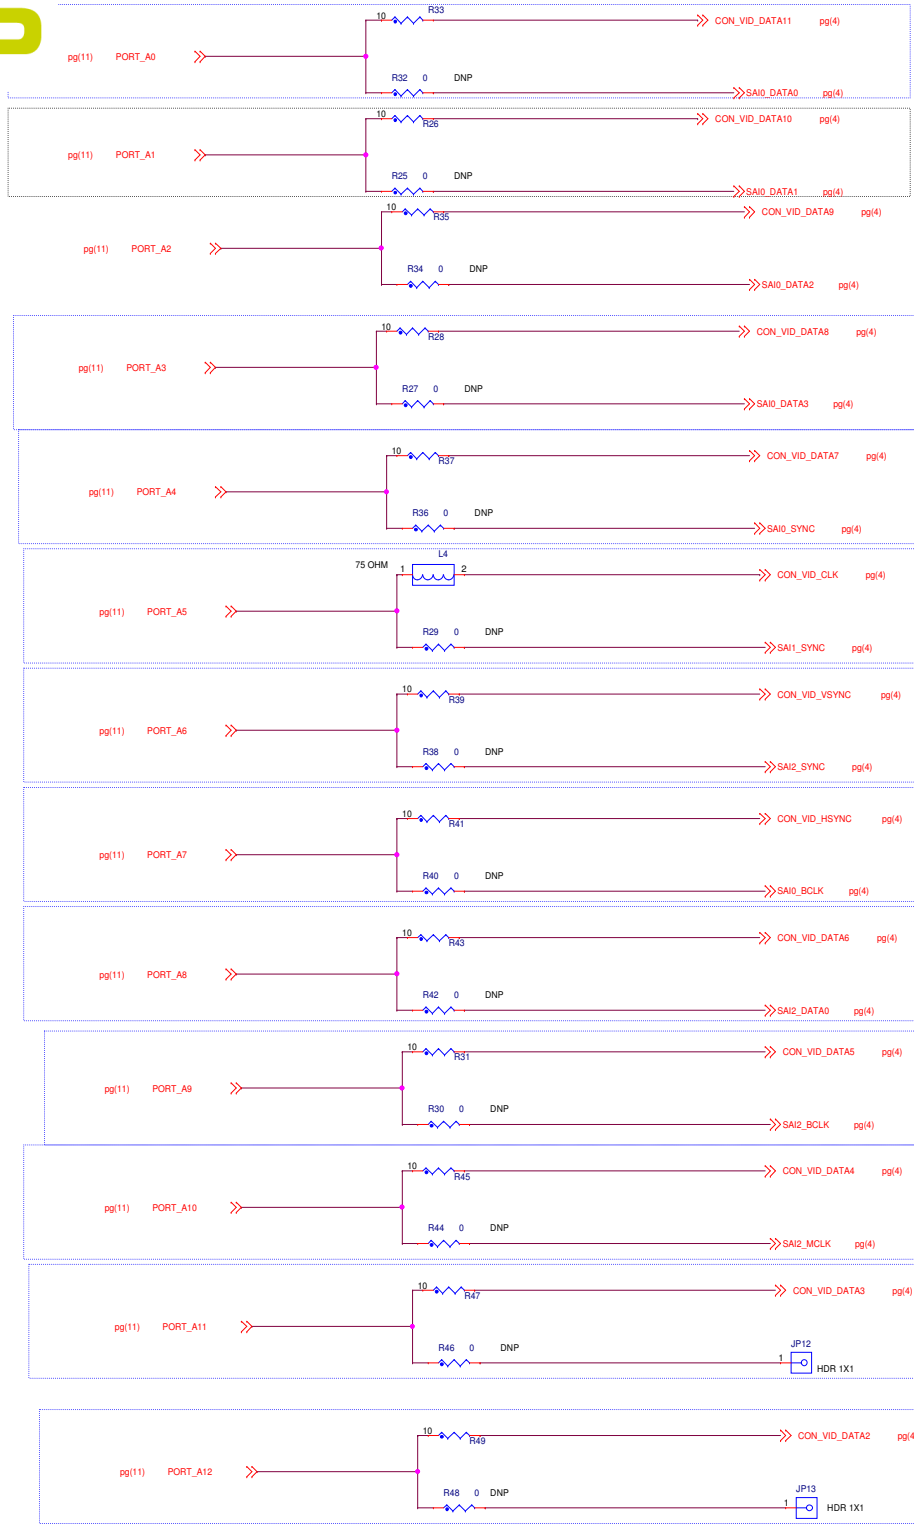 R33
10
CON_VID_DATA11 pg(4)
pg(11) PORT_A0
R32 0 DNP
SAI0_DATA0 pg(4)
10
CON_VID_DATA10 pg(4)
R26
pg(11) PORT_A1
R25 0 DNP
SAI0_DATA1 pg(4)
10
CON_VID_DATA9 pg(4)
R35
pg(11) PORT_A2
R34 0 DNP
SAI0_DATA2 pg(4)
10
CON_VID_DATA8 pg(4)
R28
pg(11) PORT_A3
R27 0 DNP
SAI0_DATA3 pg(4)
10
CON_VID_DATA7 pg(4)
R37
pg(11) PORT_A4
R36 0 DNP
SAI0_SYNC pg(4)
L4
75 OHM 1 2
CON_VID_CLK pg(4)
pg(11) PORT_A5
R29 0 DNP
SAI1_SYNC pg(4)
10
CON_VID_VSYNC pg(4)
R39
pg(11) PORT_A6
R38 0 DNP
SAI2_SYNC pg(4)
10
CON_VID_HSYNC pg(4)
R41
pg(11) PORT_A7
R40 0 DNP
SAI0_BCLK pg(4)
10
CON_VID_DATA6 pg(4)
R43
pg(11) PORT_A8
R42 0 DNP
SAI2_DATA0 pg(4)
10
CON_VID_DATA5 pg(4)
R31
pg(11) PORT_A9
R30 0 DNP
SAI2_BCLK pg(4)
10
CON_VID_DATA4 pg(4)
R45
pg(11) PORT_A10
R44 0 DNP
SAI2_MCLK pg(4)
10
CON_VID_DATA3 pg(4)
R47
pg(11) PORT_A11
R46 0 DNP
JP12
1
HDR 1X1
10
CON_VID_DATA2 pg(4
R49
pg(11) PORT_A12
R48 0 DNP
JP13
1
HDR 1X1